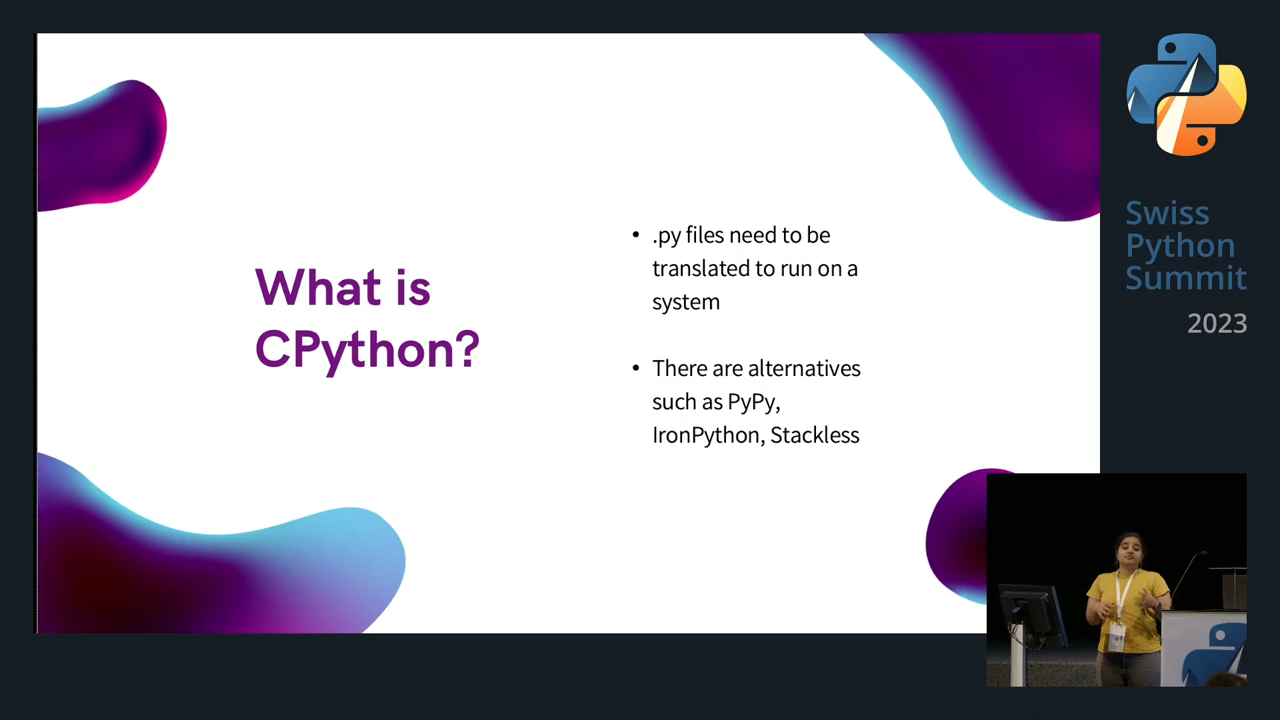 What is
CPython?
• .py files need to be
translated to run on a
system
• There are alternatives
such as PyPy,
IronPython, Stackless
Swiss
Python
Summit
2023